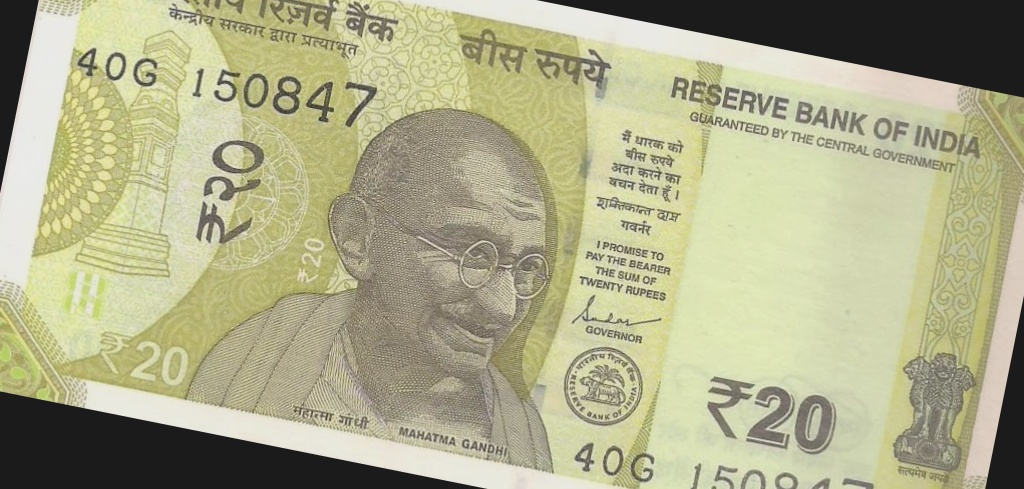 रिज़र्व बैंक
केन्द्रीय सरकार द्वारा प्रत्याभूत
बीस रुपये
40G 150847
RESERVE BANK OF INDIA
GUARANTEED BY THE CENTRAL GOVERNMENT
₹२०
₹20
मैं धारक को
बीस रुपये
अदा करने का
वचन देता हूँ ।
शक्तिकान्त दास
गवर्नर
I PROMISE TO
PAY THE BEARER
THE SUM OF
TWENTY RUPEES
GOVERNOR
भारतीय रिज़र्व बैंक
RESERVE BANK OF INDIA
₹20
₹20
महात्मा गांधी
MAHATMA GANDHI
सत्यमेव जयते
40G 150847